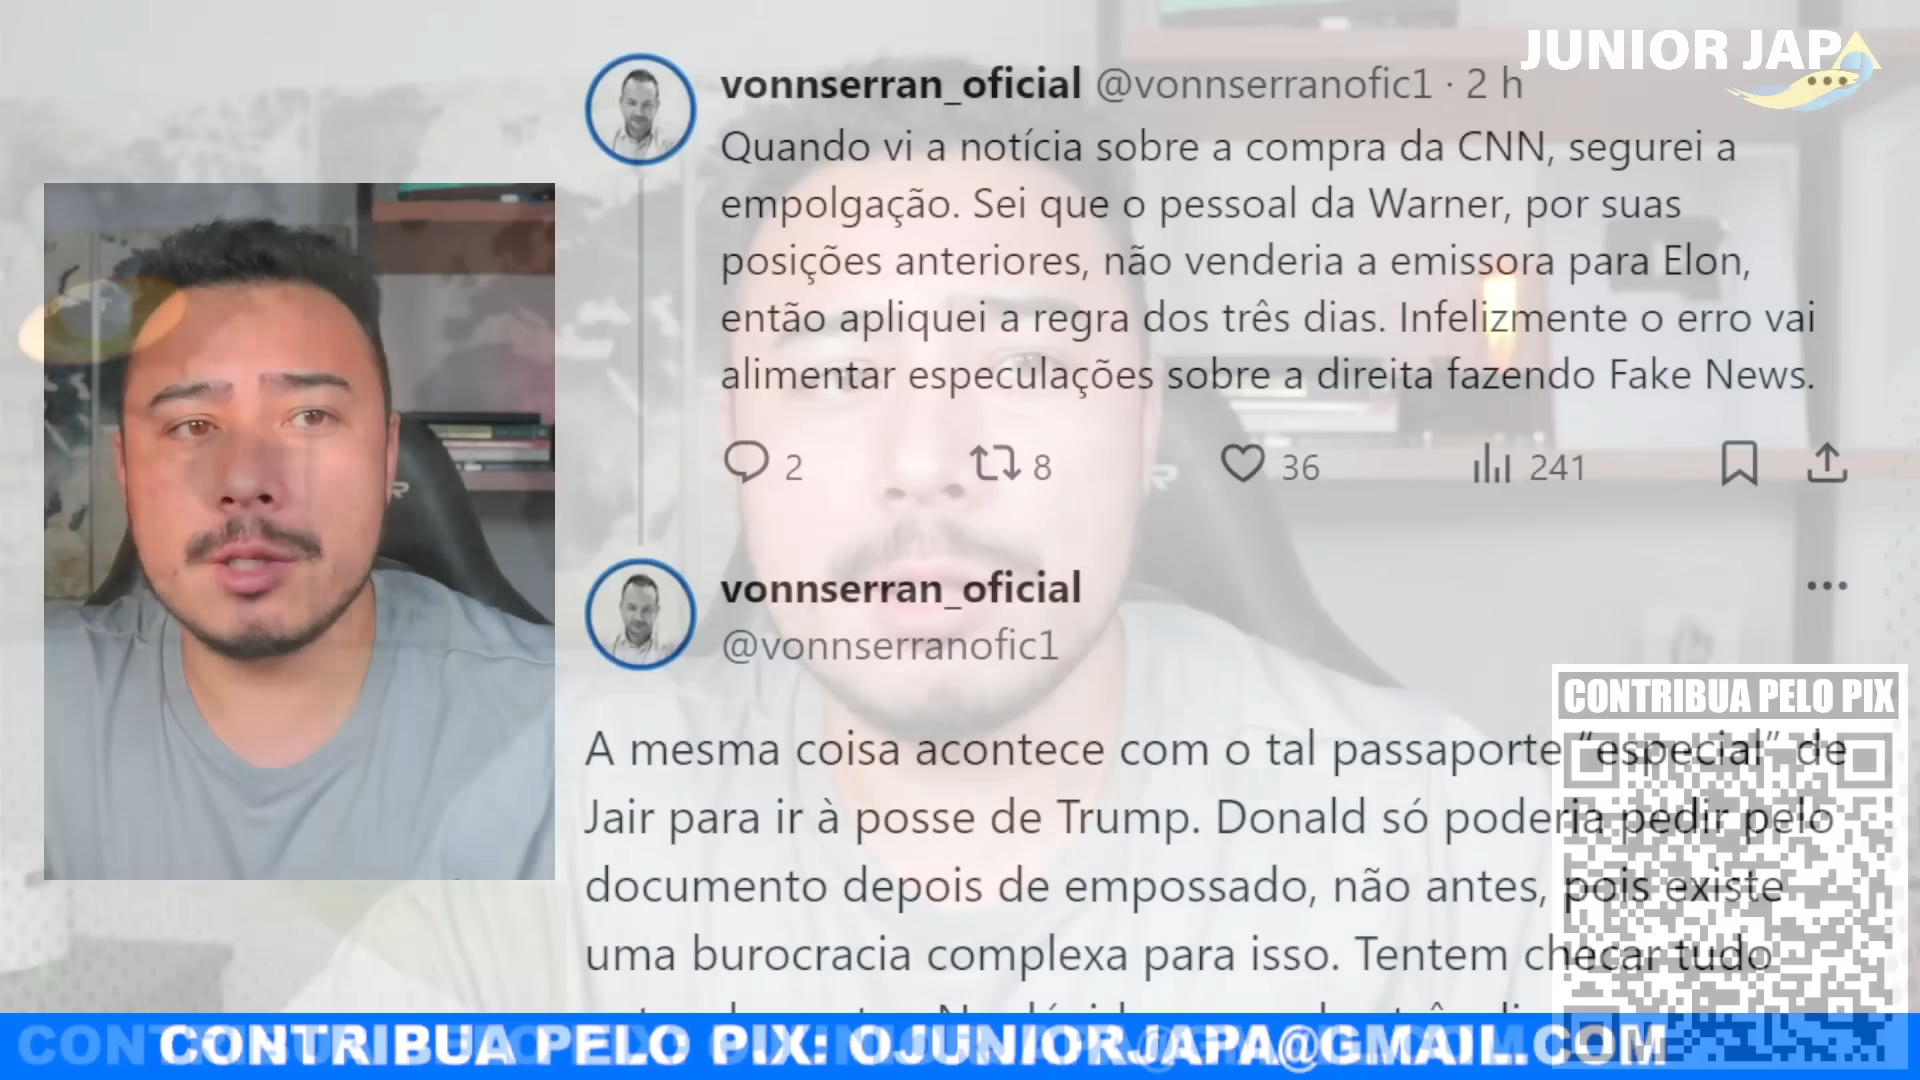 JUNIOR JAPA
vonnserran_oficial @vonnserranofic1 · 2 h
Quando vi a notícia sobre a compra da CNN, segurei a
empolgação. Sei que o pessoal da Warner, por suas
posições anteriores, não venderia a emissora para Elon,
então apliquei a regra dos três dias. Infelizmente o erro vai
alimentar especulações sobre a direita fazendo Fake News.
2 8 36 241
vonnserran_oficial
@vonnserranofic1
CONTRIBUA PELO PIX
A mesma coisa acontece com o tal passaporte “especial” de
Jair para ir à posse de Trump. Donald só poderia pedir pelo
documento depois de empossado, não antes, pois existe
uma burocracia complexa para isso. Tentem checar tudo
CONTRIBUA PELO PIX: OJUNIORJAPA@GMAIL.COM